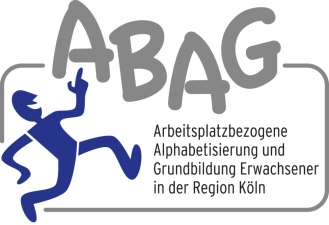 ABAG
Arbeitsplatzbezogene
Alphabetisierung und
Grundbildung Erwachsener
in der Region Köln